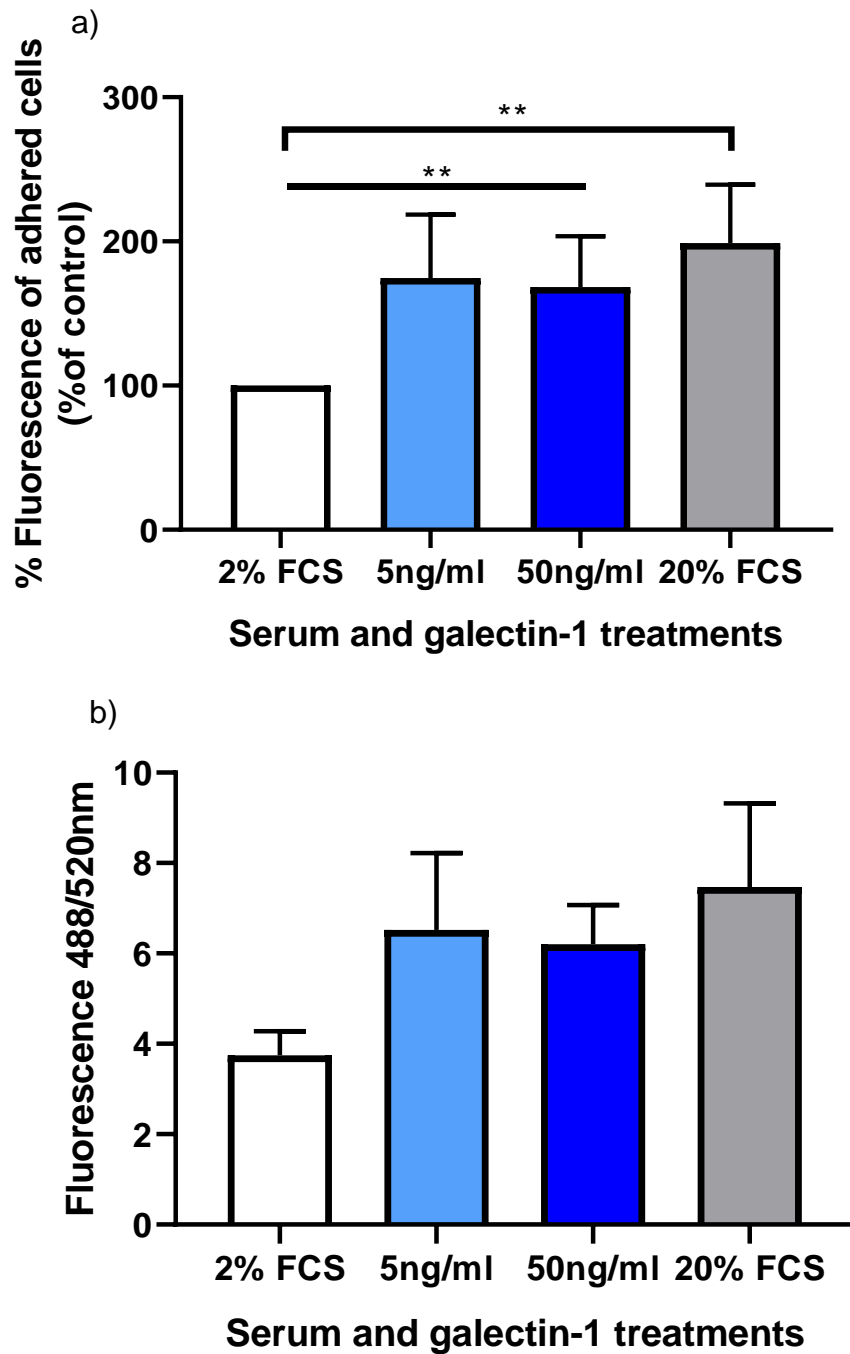 a)
% Fluorescence of adhered cells
(%of control)
300
200
100
0
**
**
2% FCS 5ng/ml 50ng/ml 20% FCS
Serum and galectin-1 treatments
b)
Fluorescence 488/520nm
10
8
6
4
2
0
2% FCS 5ng/ml 50ng/ml 20% FCS
Serum and galectin-1 treatments